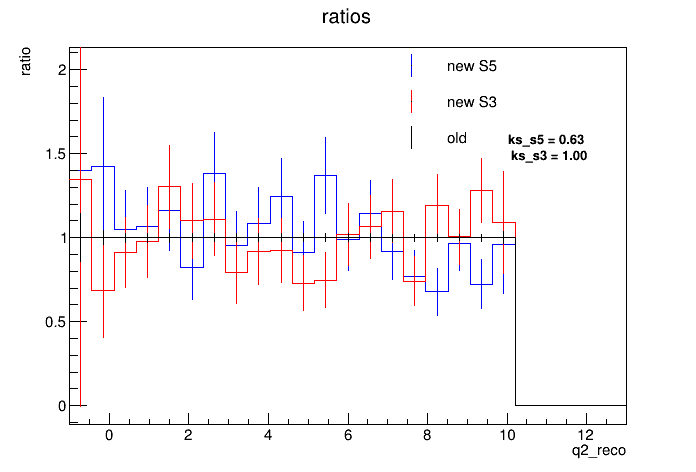 ratios
ratio
2
1.5
1
0.5
0
new S5
new S3
old
ks_s5 = 0.63
ks_s3 = 1.00
0 2 4 6 8 10 12
q2_reco